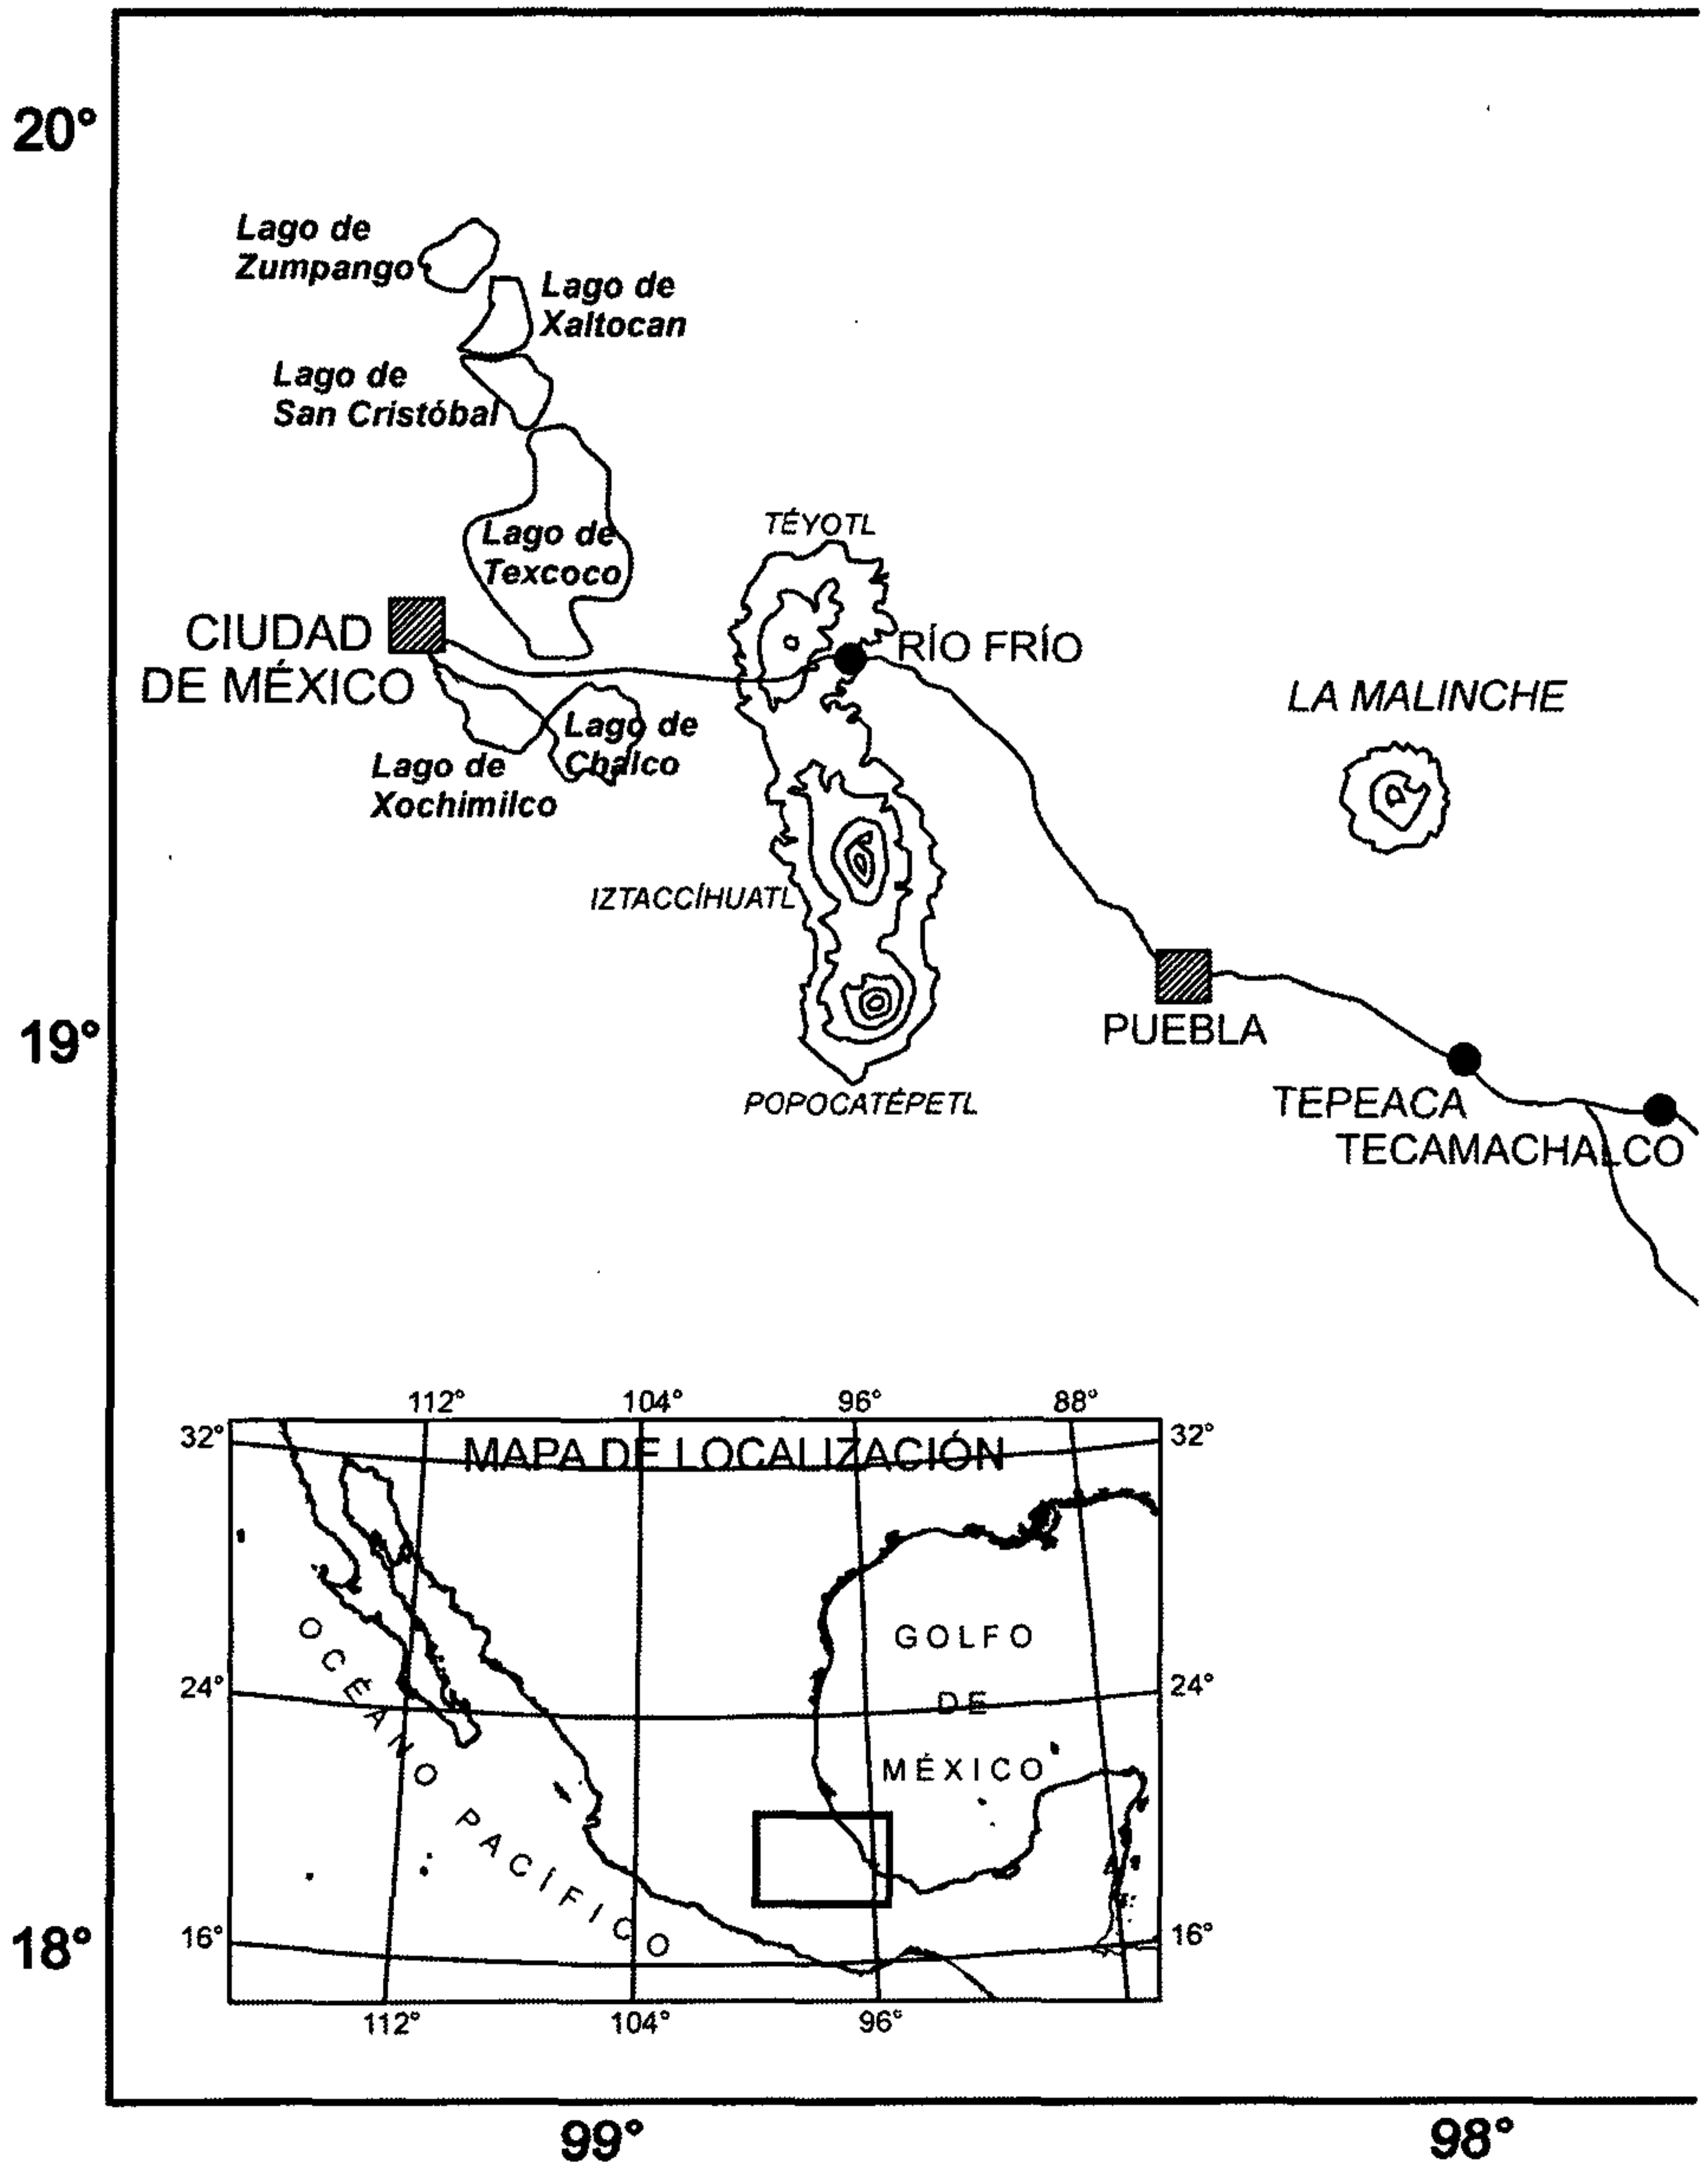 20°
Lago de
Zumpango
Lago de
Xaltocan
Lago de
San Cristóbal
Lago de
Texcoco
TÉYOTL
CIUDAD
DE MÉXICO
RÍO FRÍO
LA MALINCHE
Lago de
Chalco
Lago de
Xochimilco
IZTACCÍHUATL
19°
PUEBLA
POPOCATÉPETL
TEPEACA
TECAMACHALCO
112°
104°
96°
88°
32°
MAPA DE LOCALIZACIÓN
32°
GOLFO
DE
MÉXICO
OCÉANO PACÍFICO
24°
24°
18°
16°
16°
112°
104°
96°
99°
98°